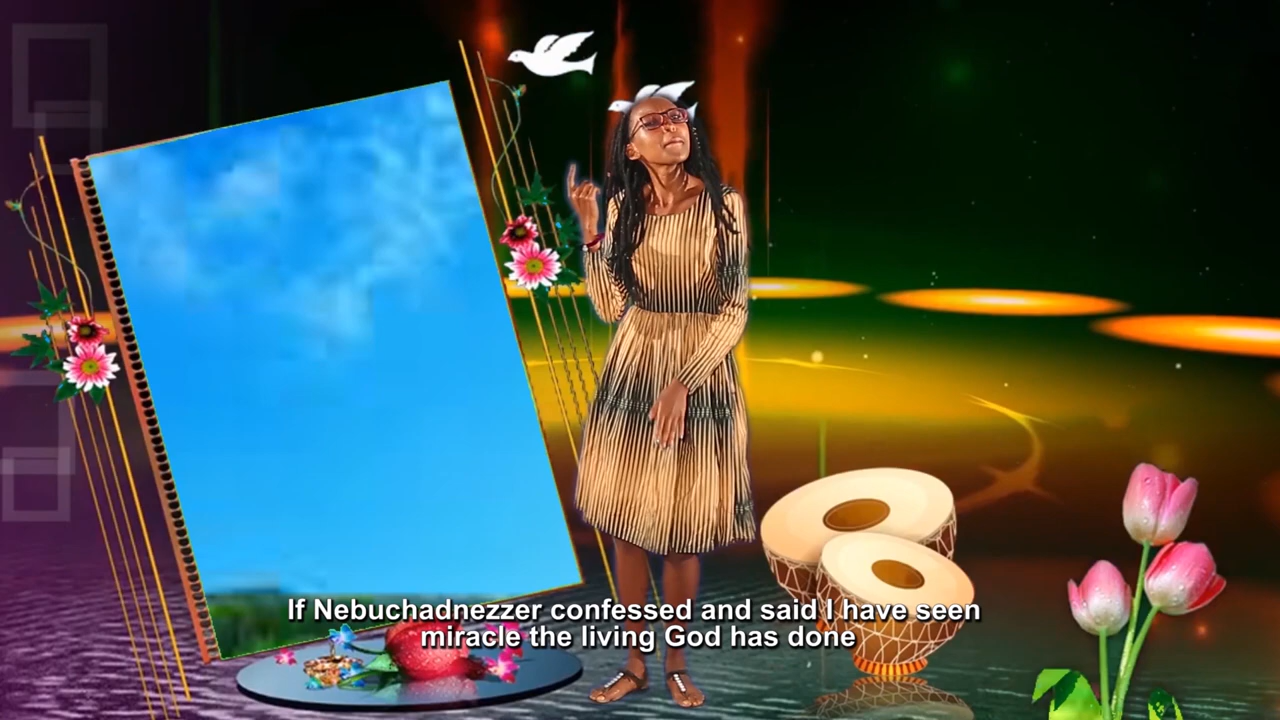 If Nebuchadnezzer confessed and said I have seen
miracle the living God has done